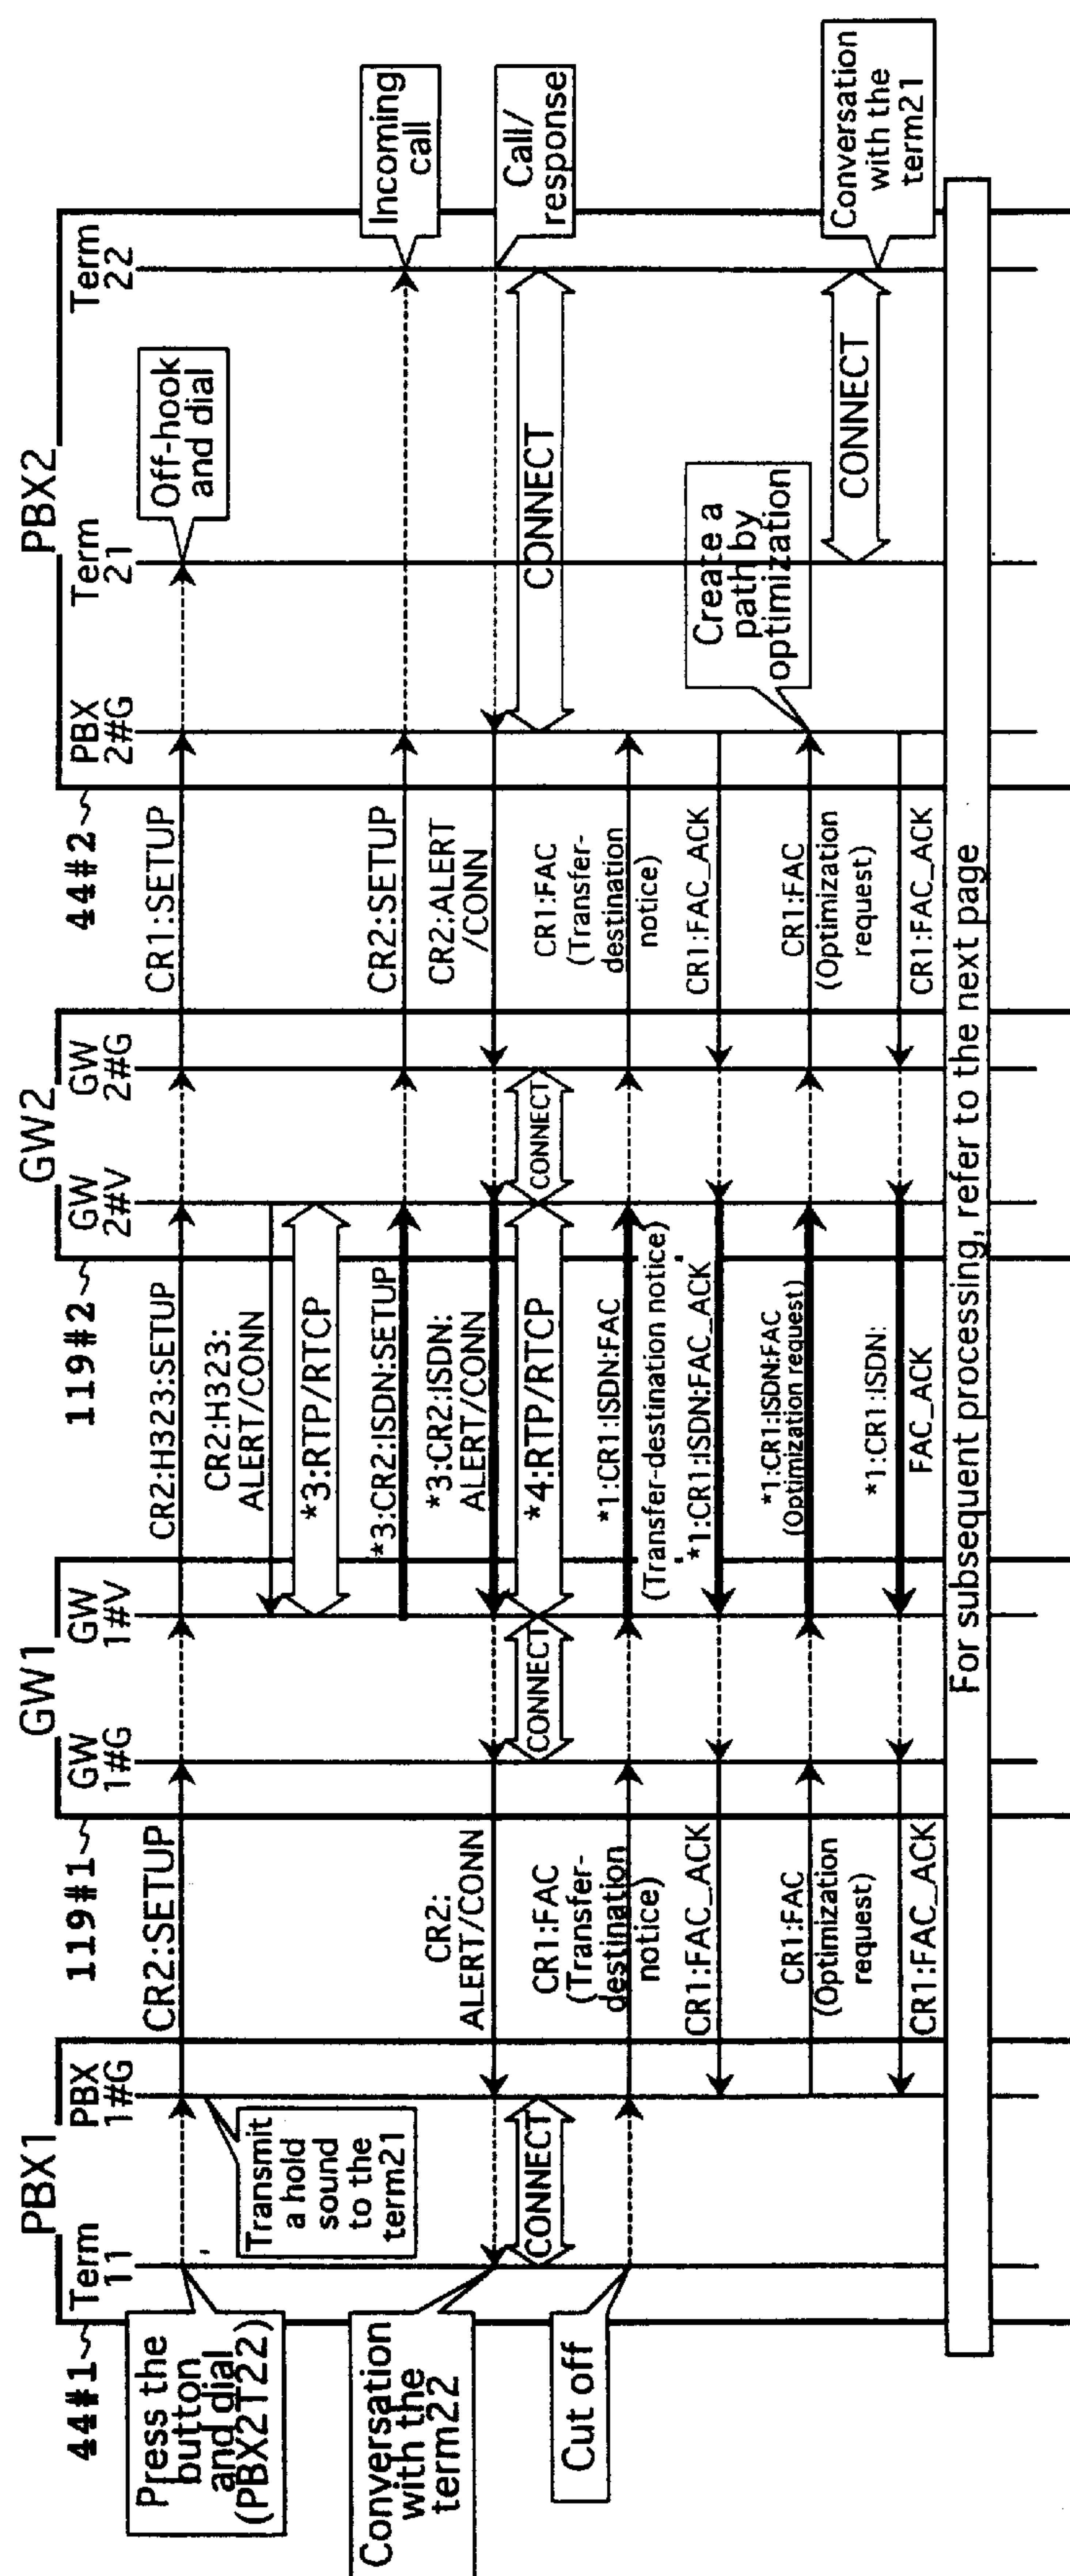 PBX1
GW1
GW2
PBX2
44#1
119#1
119#2
44#2
Term
11
PBX
1#G
GW
1#G
GW
1#V
GW
2#V
GW
2#G
PBX
2#G
Term
21
Term
22
Press the
button
and dial
(PBX2T22)
CR2:SETUP
CR2:H323:SETUP
CR1:SETUP
Off-hook
and dial
Transmit
a hold
sound
to the
term21
CR2:H323:
ALERT/CONN
*3:RTP/RTCP
*3:CR2:ISDN:SETUP
CR2:SETUP
Incoming
call
Conversation
with the
term22
CR2:
ALERT/CONN
*3:CR2:ISDN:
ALERT/CONN
CR2:ALERT
/CONN
Call/
response
CONNECT
CONNECT
*4:RTP/RTCP
CONNECT
CONNECT
Cut off
CR1:FAC
(Transfer-
destination
notice)
*1:CR1:ISDN:FAC
(Transfer-destination notice)
CR1:FAC
(Transfer-
destination
notice)
CR1:FAC_ACK
*1:CR1:ISDN:FAC_ACK
CR1:FAC_ACK
Create a
path by
optimization
CR1:FAC
(Optimization
request)
*1:CR1:ISDN:FAC
(Optimization request)
CR1:FAC
(Optimization
request)
CONNECT
Conversation
with the
term21
CR1:FAC_ACK
*1:CR1:ISDN:
FAC_ACK
CR1:FAC_ACK
For subsequent processing, refer to the next page